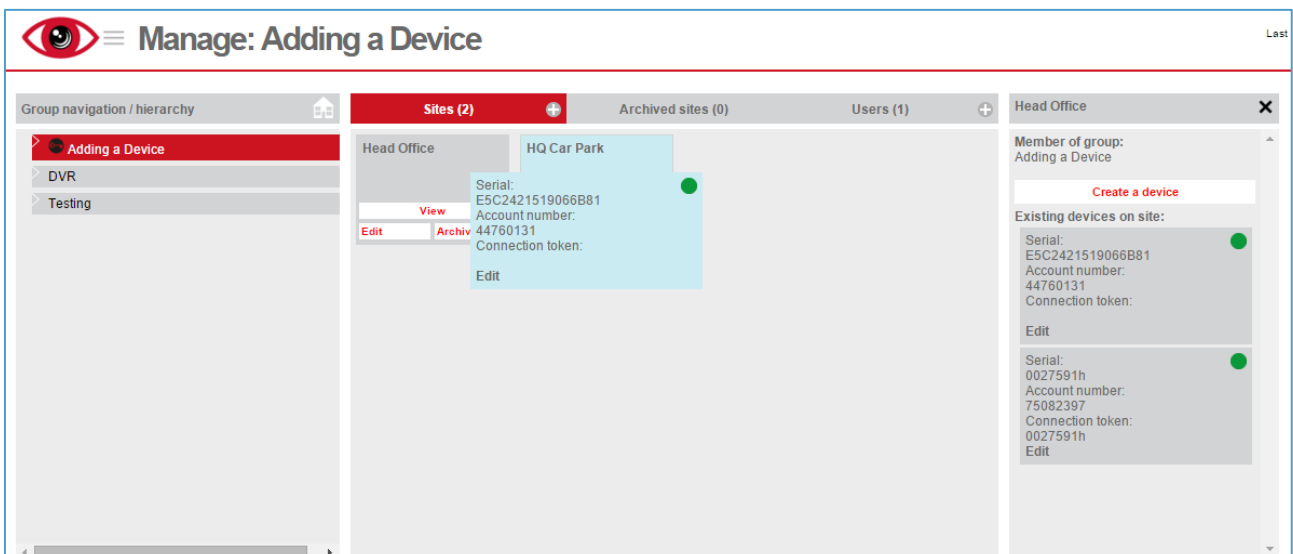 Manage: Adding a Device
Last
Group navigation / hierarchy
Adding a Device
DVR
Testing
Sites (2)
Archived sites (0)
Users (1)
Head Office
View
Edit
Archiv
HQ Car Park
Serial:
E5C2421519066B81
Account number:
44760131
Connection token:
Edit
Head Office
Member of group:
Adding a Device
Create a device
Existing devices on site:
Serial:
E5C2421519066B81
Account number:
44760131
Connection token:
Edit
Serial:
0027591h
Account number:
75082397
Connection token:
0027591h
Edit